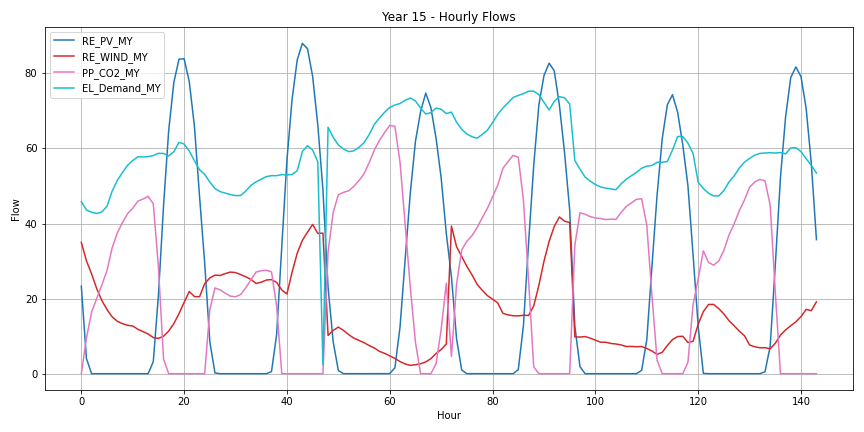 Year 15 - Hourly Flows
RE_PV_MY
RE_WIND_MY
PP_CO2_MY
EL_Demand_MY
80
60
40
20
0
Flow
0 20 40 60 80 100 120 140
Hour